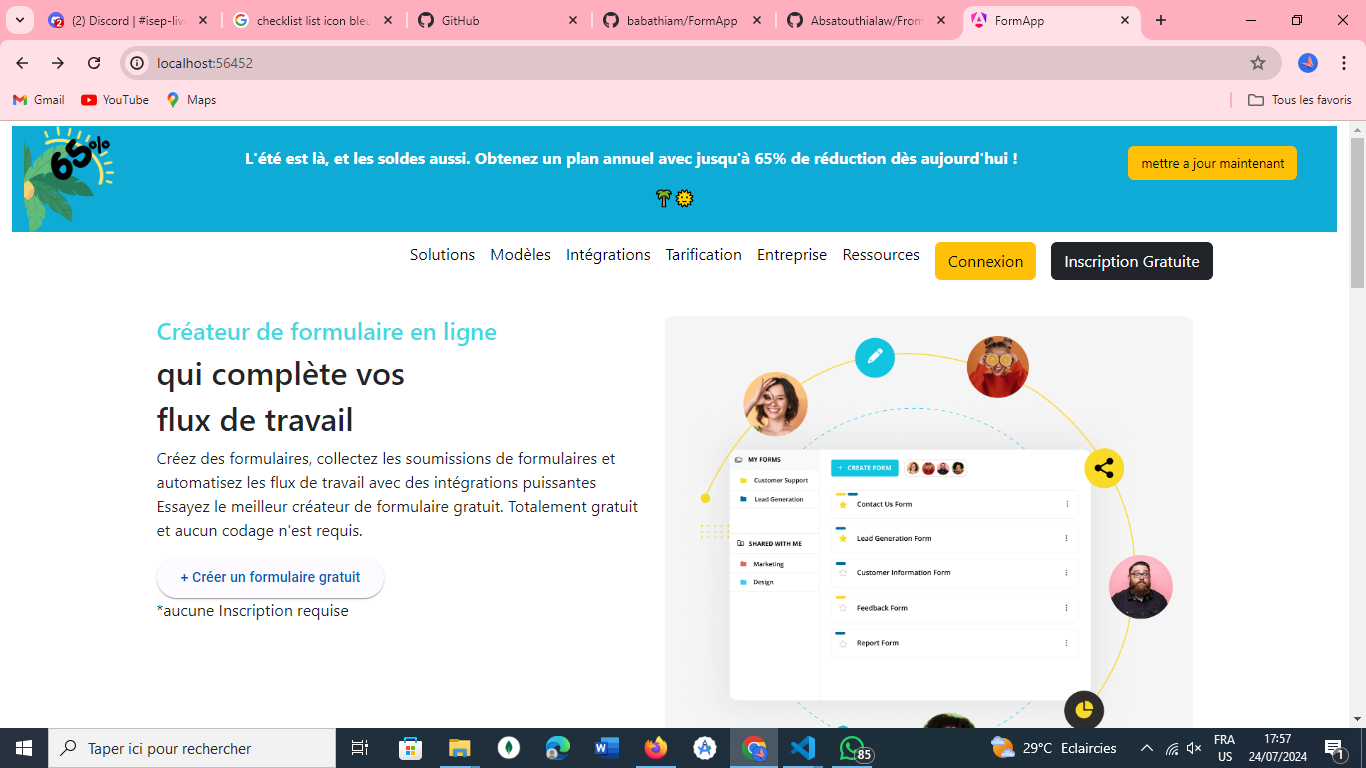 (2) Discord | #isep-livi
checklist list icon bleu
GitHub
babathiam/FormApp
Absatouthialaw/From
FormApp
localhost:56452
Gmail
YouTube
Maps
Tous les favoris
65%
L'été est là, et les soldes aussi. Obtenez un plan annuel avec jusqu'à 65% de réduction dès aujourd'hui !
🌴🌞
mettre a jour maintenant
Solutions Modèles Intégrations Tarification Entreprise Ressources Connexion Inscription Gratuite
Créateur de formulaire en ligne
qui complète vos
flux de travail
Créez des formulaires, collectez les soumissions de formulaires et
automatisez les flux de travail avec des intégrations puissantes
Essayez le meilleur créateur de formulaire gratuit. Totalement gratuit
et aucun codage n'est requis.
+ Créer un formulaire gratuit
*aucune Inscription requise
MY FORMS
Customer Support
Lead Generation
SHARED WITH ME
Marketing
Design
+ CREATE FORM
Contact Us Form
Lead Generation Form
Customer Information Form
Feedback Form
Report Form
Taper ici pour rechercher
85
29°C Eclaircies
FRA
US
17:57
24/07/2024
1